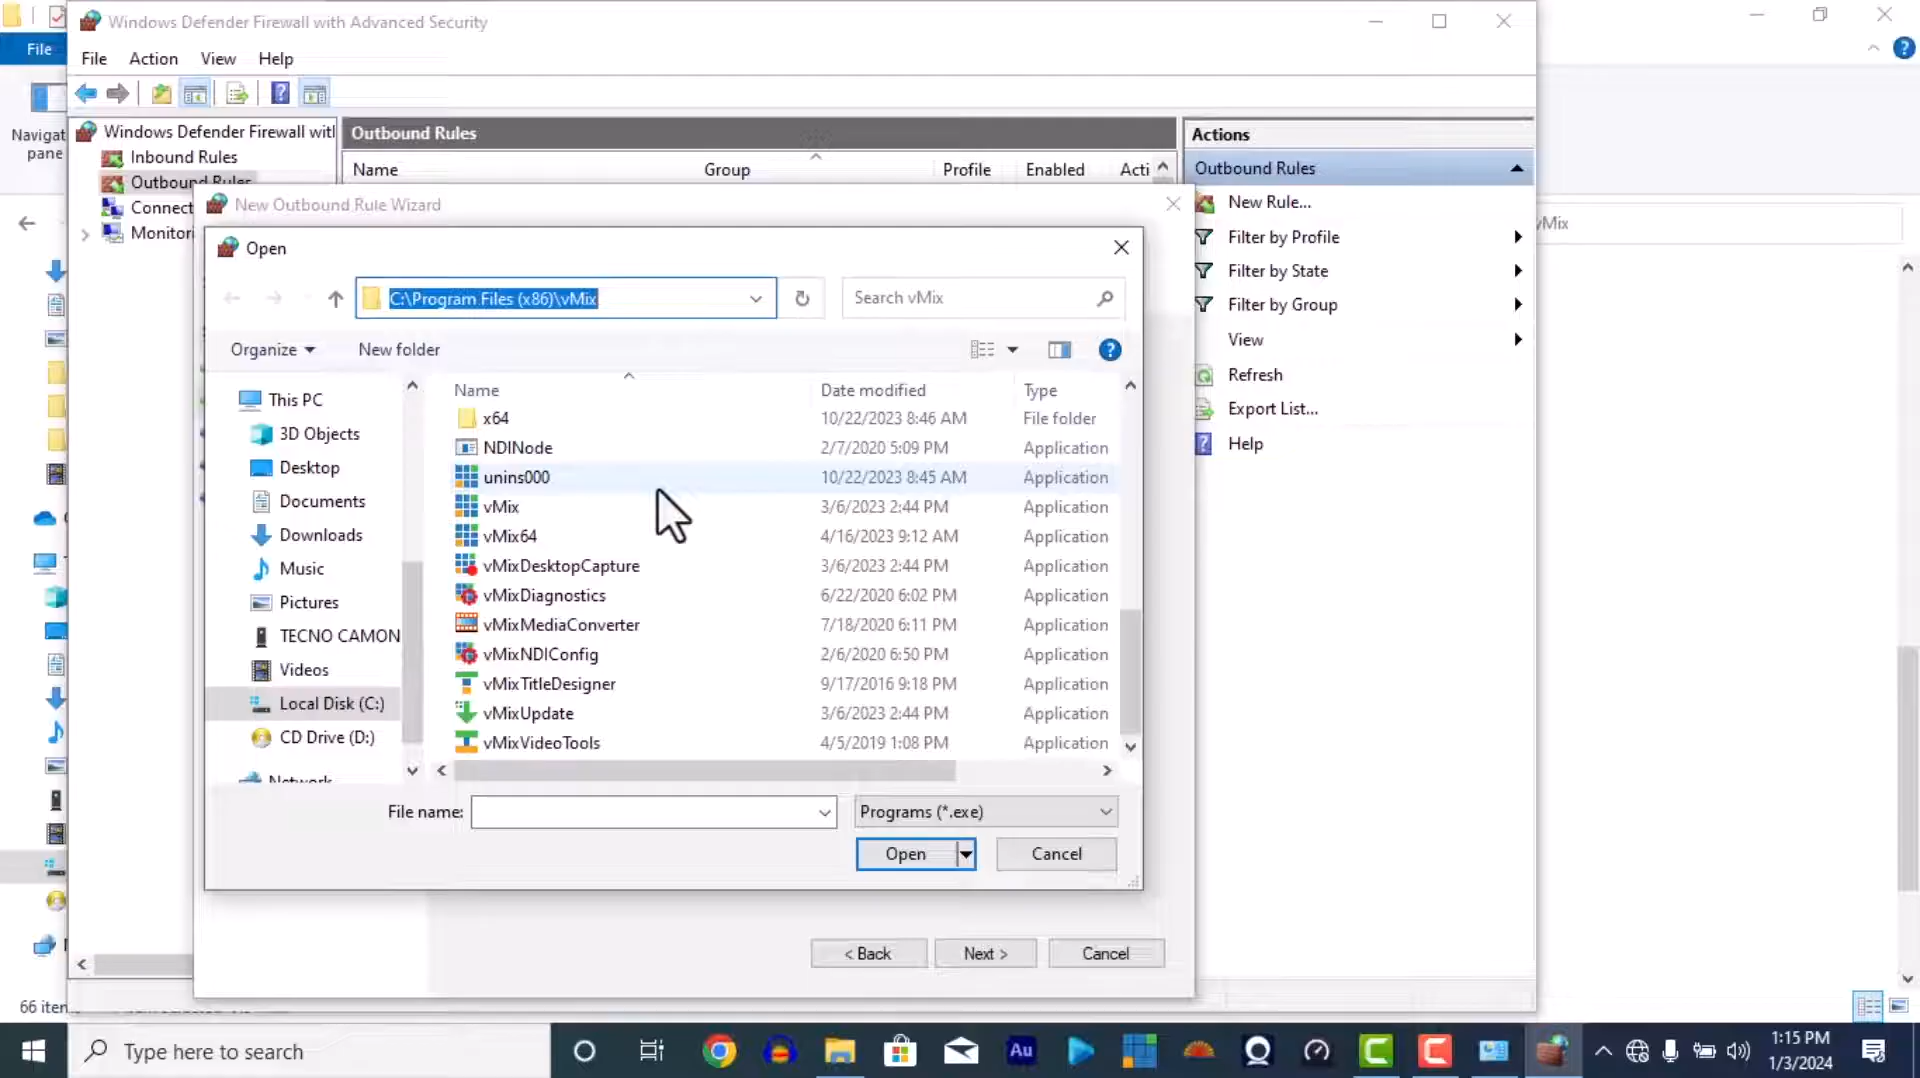 Windows Defender Firewall with Advanced Security
File
File Action View Help
Navigat
pane
Windows Defender Firewall witl
Inbound Rules
Outbound Rules
Connect
Monitori
Outbound Rules
Name Group Profile Enabled Acti
Actions
Outbound Rules
New Rule...
Filter by Profile
Filter by State
Filter by Group
View
Refresh
Export List...
Help
New Outbound Rule Wizard
Open
C:\Program Files (x86)\vMix
Search vMix
Organize New folder
This PC
3D Objects
Desktop
Documents
Downloads
Music
Pictures
TECNO CAMON
Videos
Local Disk (C:)
CD Drive (D:)
Network
Name Date modified Type
x64 10/22/2023 8:46 AM File folder
NDINode 2/7/2020 5:09 PM Application
unins000 10/22/2023 8:45 AM Application
vMix 3/6/2023 2:44 PM Application
vMix64 4/16/2023 9:12 AM Application
vMixDesktopCapture 3/6/2023 2:44 PM Application
vMixDiagnostics 6/22/2020 6:02 PM Application
vMixMediaConverter 7/18/2020 6:11 PM Application
vMixNDIConfig 2/6/2020 6:50 PM Application
vMixTitleDesigner 9/17/2016 9:18 PM Application
vMixUpdate 3/6/2023 2:44 PM Application
vMixVideoTools 4/5/2019 1:08 PM Application
File name: Programs (*.exe)
Open Cancel
< Back Next > Cancel
vMix
66 item
Type here to search
Au
1:15 PM
1/3/2024